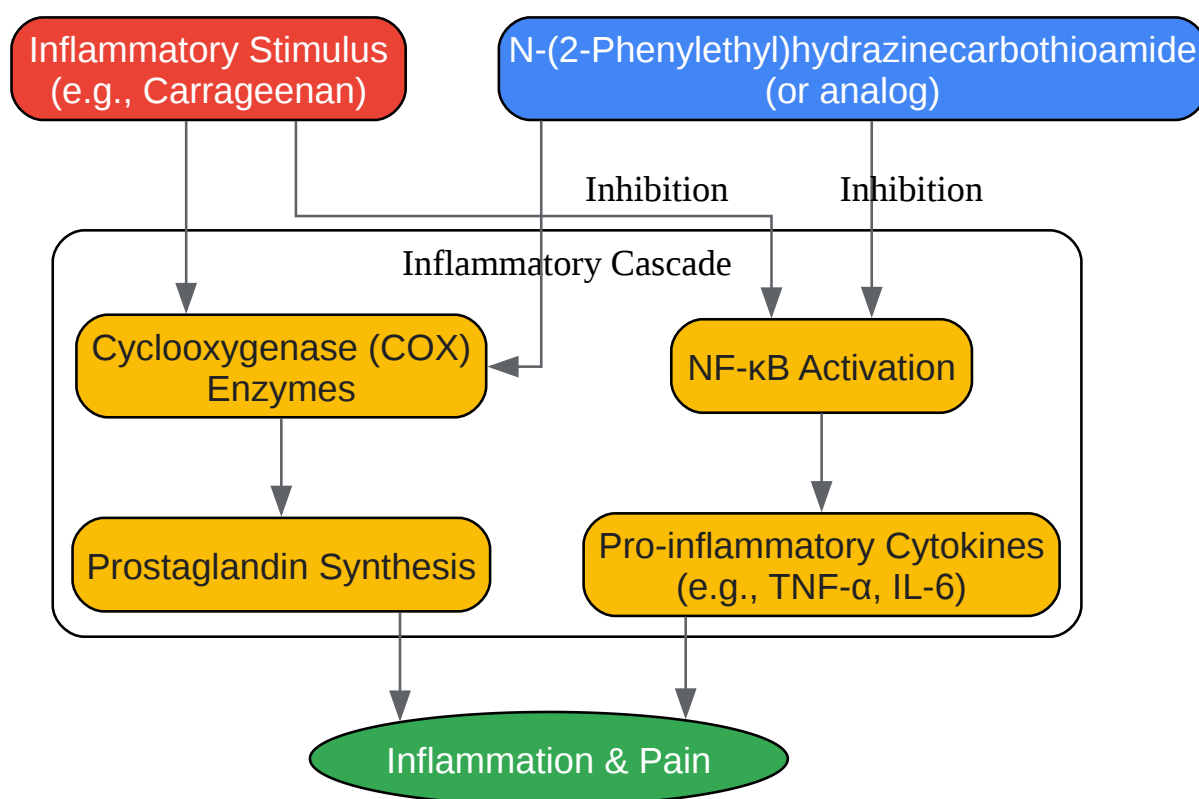 Inflammatory Stimulus
(e.g., Carrageenan)
N-(2-Phenylethyl)hydrazinecarbothioamide
(or analog)
Inhibition
Inhibition
Inflammatory Cascade
Cyclooxygenase (COX)
Enzymes
NF-κB Activation
Prostaglandin Synthesis
Pro-inflammatory Cytokines
(e.g., TNF-α, IL-6)
Inflammation & Pain